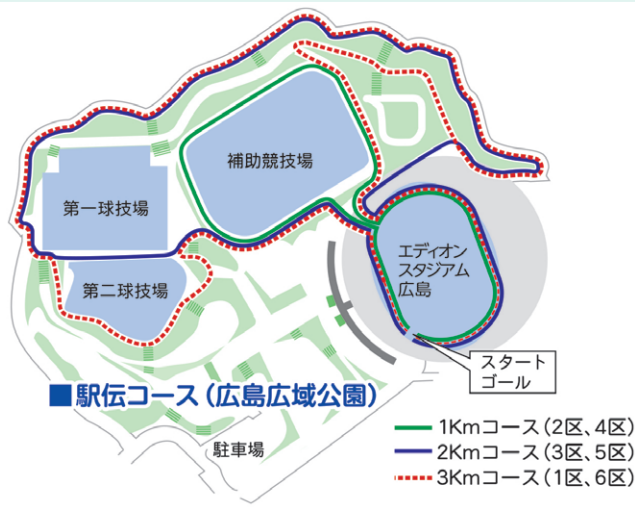 補助競技場
第一球技場
エディオン
スタジアム
広島
第二球技場
スタート
ゴール
■駅伝コース(広島広域公園)
1Kmコース(2区、4区)
2Kmコース(3区、5区)
駐車場
3Kmコース(1区、6区)